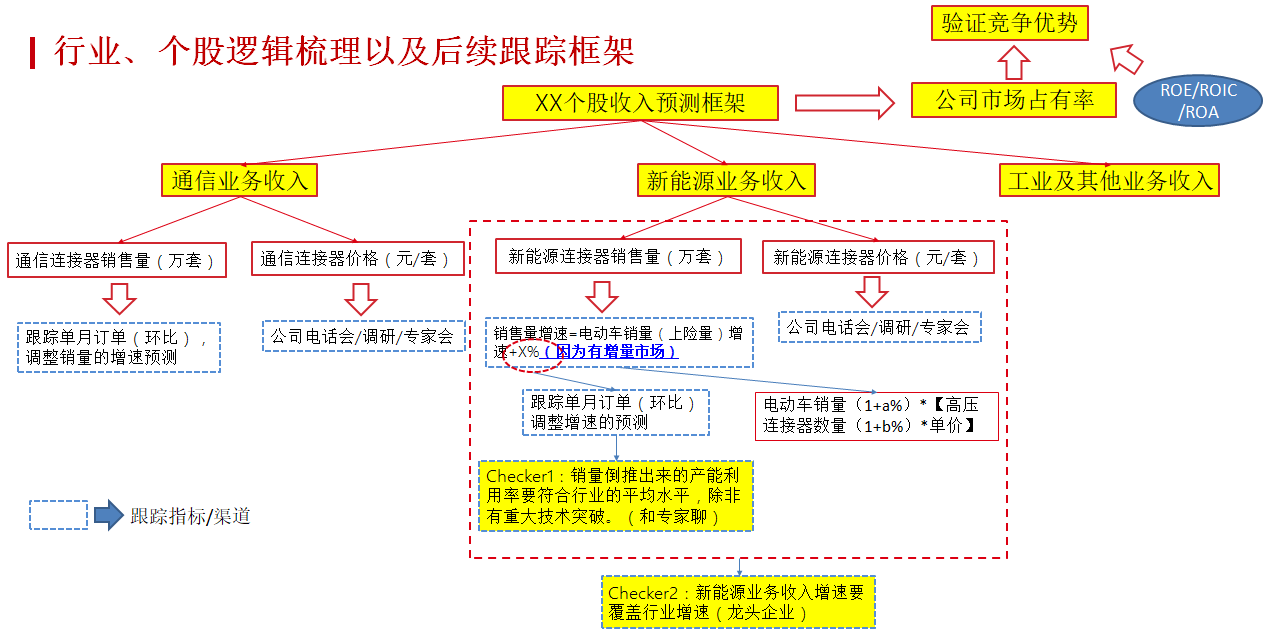 验证竞争优势
行业、个股逻辑梳理以及后续跟踪框架
XX个股收入预测框架
公司市场占有率
ROE/ROIC
/ROA
通信业务收入
新能源业务收入
工业及其他业务收入
通信连接器销售量（万套）
通信连接器价格（元/套）
新能源连接器销售量（万套）
新能源连接器价格（元/套）
跟踪单月订单（环比），
调整销量的增速预测
公司电话会/调研/专家会
销售量增速=电动车销量（上险量）增
速+X%（因为有增量市场）
公司电话会/调研/专家会
跟踪单月订单（环比）
调整增速的预测
电动车销量（1+a%）*【高压
连接器数量（1+b%）*单价】
Checker1：销量倒推出来的产能利
用率要符合行业的平均水平，除非
有重大技术突破。（和专家聊）
跟踪指标/渠道
Checker2：新能源业务收入增速要
覆盖行业增速（龙头企业）